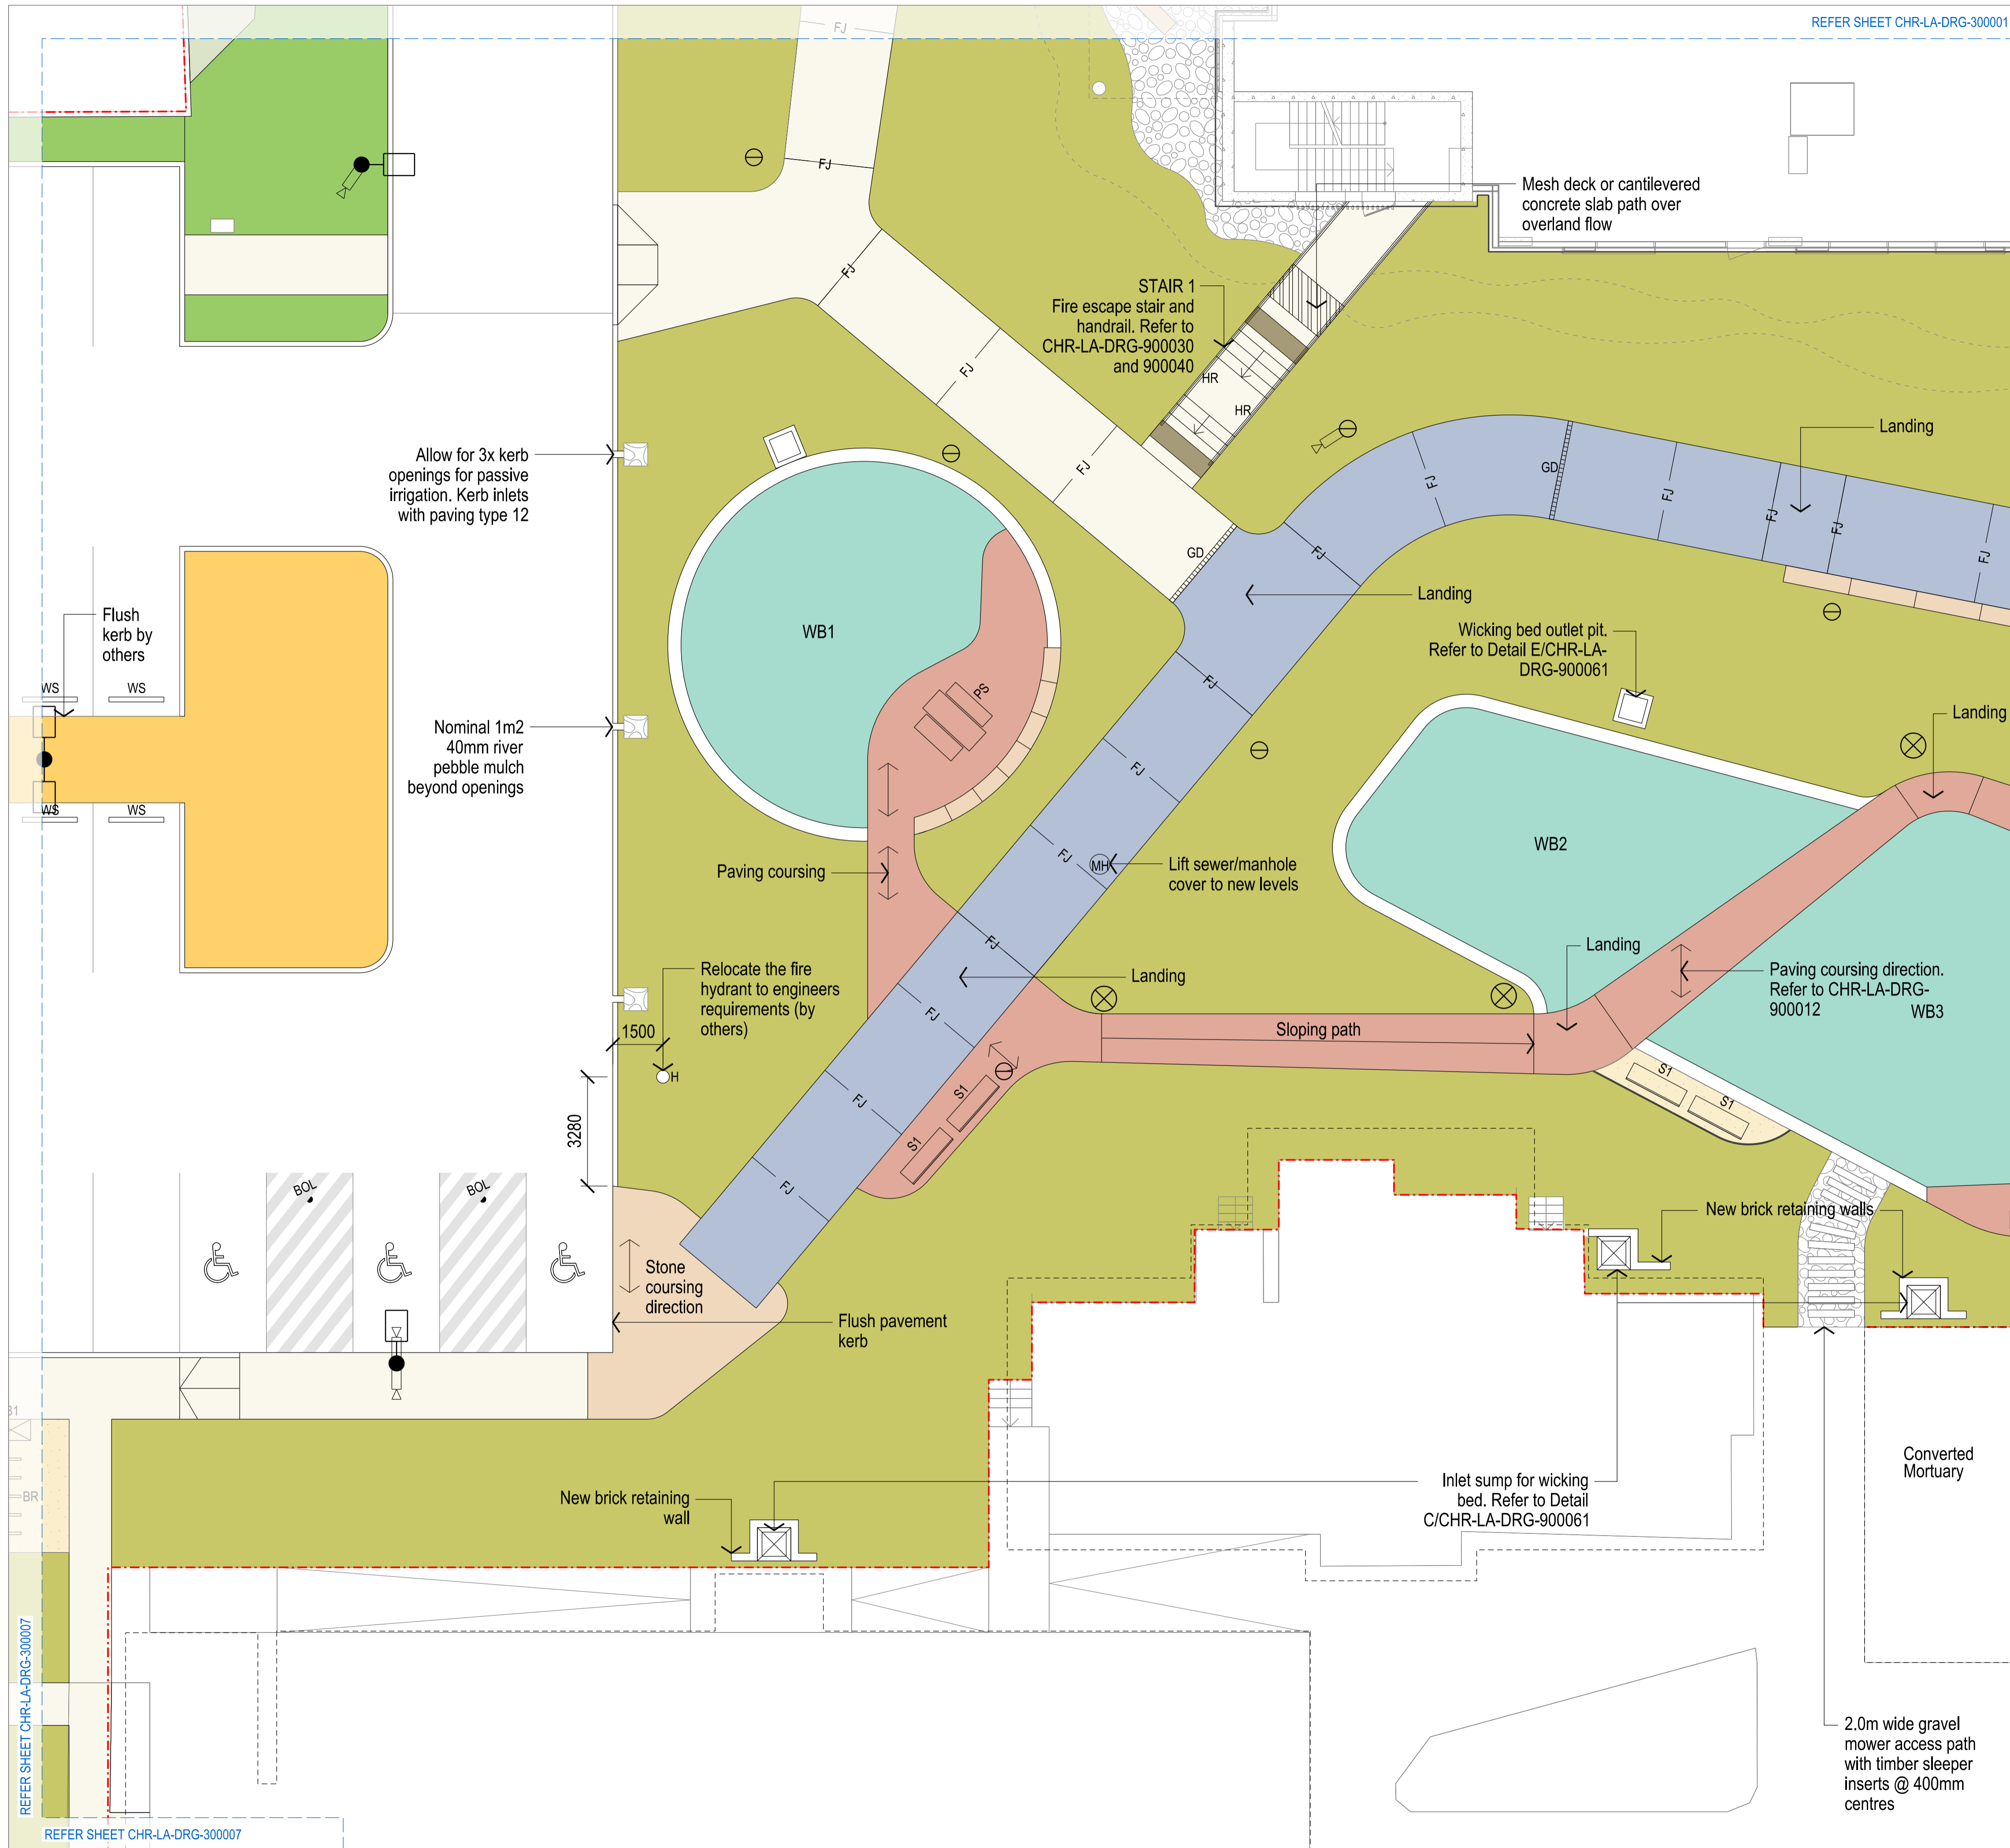 REFER SHEET CHR-LA-DRG-300001
FJ
FJ
Mesh deck or cantilevered
concrete slab path over
overland flow
FJ
STAIR 1
Fire escape stair and
handrail. Refer to
CHR-LA-DRG-900030
and 900040
FJ
HR
HR
Landing
Allow for 3x kerb
openings for passive
irrigation. Kerb inlets
with paving type 12
FJ
FJ
GD
FJ
FJ
FJ
FJ
GD
FJ
Landing
Flush
kerb by
others
WB1
Wicking bed outlet pit.
Refer to Detail E/CHR-LA-
DRG-900061
WS
WS
PS
FJ
Landing
Nominal 1m2
40mm river
pebble mulch
beyond openings
FJ
WS
WS
WB2
FJ
MH
Lift sewer/manhole
cover to new levels
Paving coursing
FJ
Landing
Relocate the fire
hydrant to engineers
requirements (by
others)
Landing
Paving coursing direction.
Refer to CHR-LA-DRG-
900012
WB3
FJ
1500
Sloping path
H
S1
S1
S1
S1
FJ
3280
BOL
BOL
FJ
New brick retaining walls
Stone
coursing
direction
Flush pavement
kerb
B1
BR
Converted
Mortuary
New brick retaining
wall
Inlet sump for wicking
bed. Refer to Detail
C/CHR-LA-DRG-900061
REFER SHEET CHR-LA-DRG-300007
2.0m wide gravel
mower access path
with timber sleeper
inserts @ 400mm
centres
REFER SHEET CHR-LA-DRG-300007